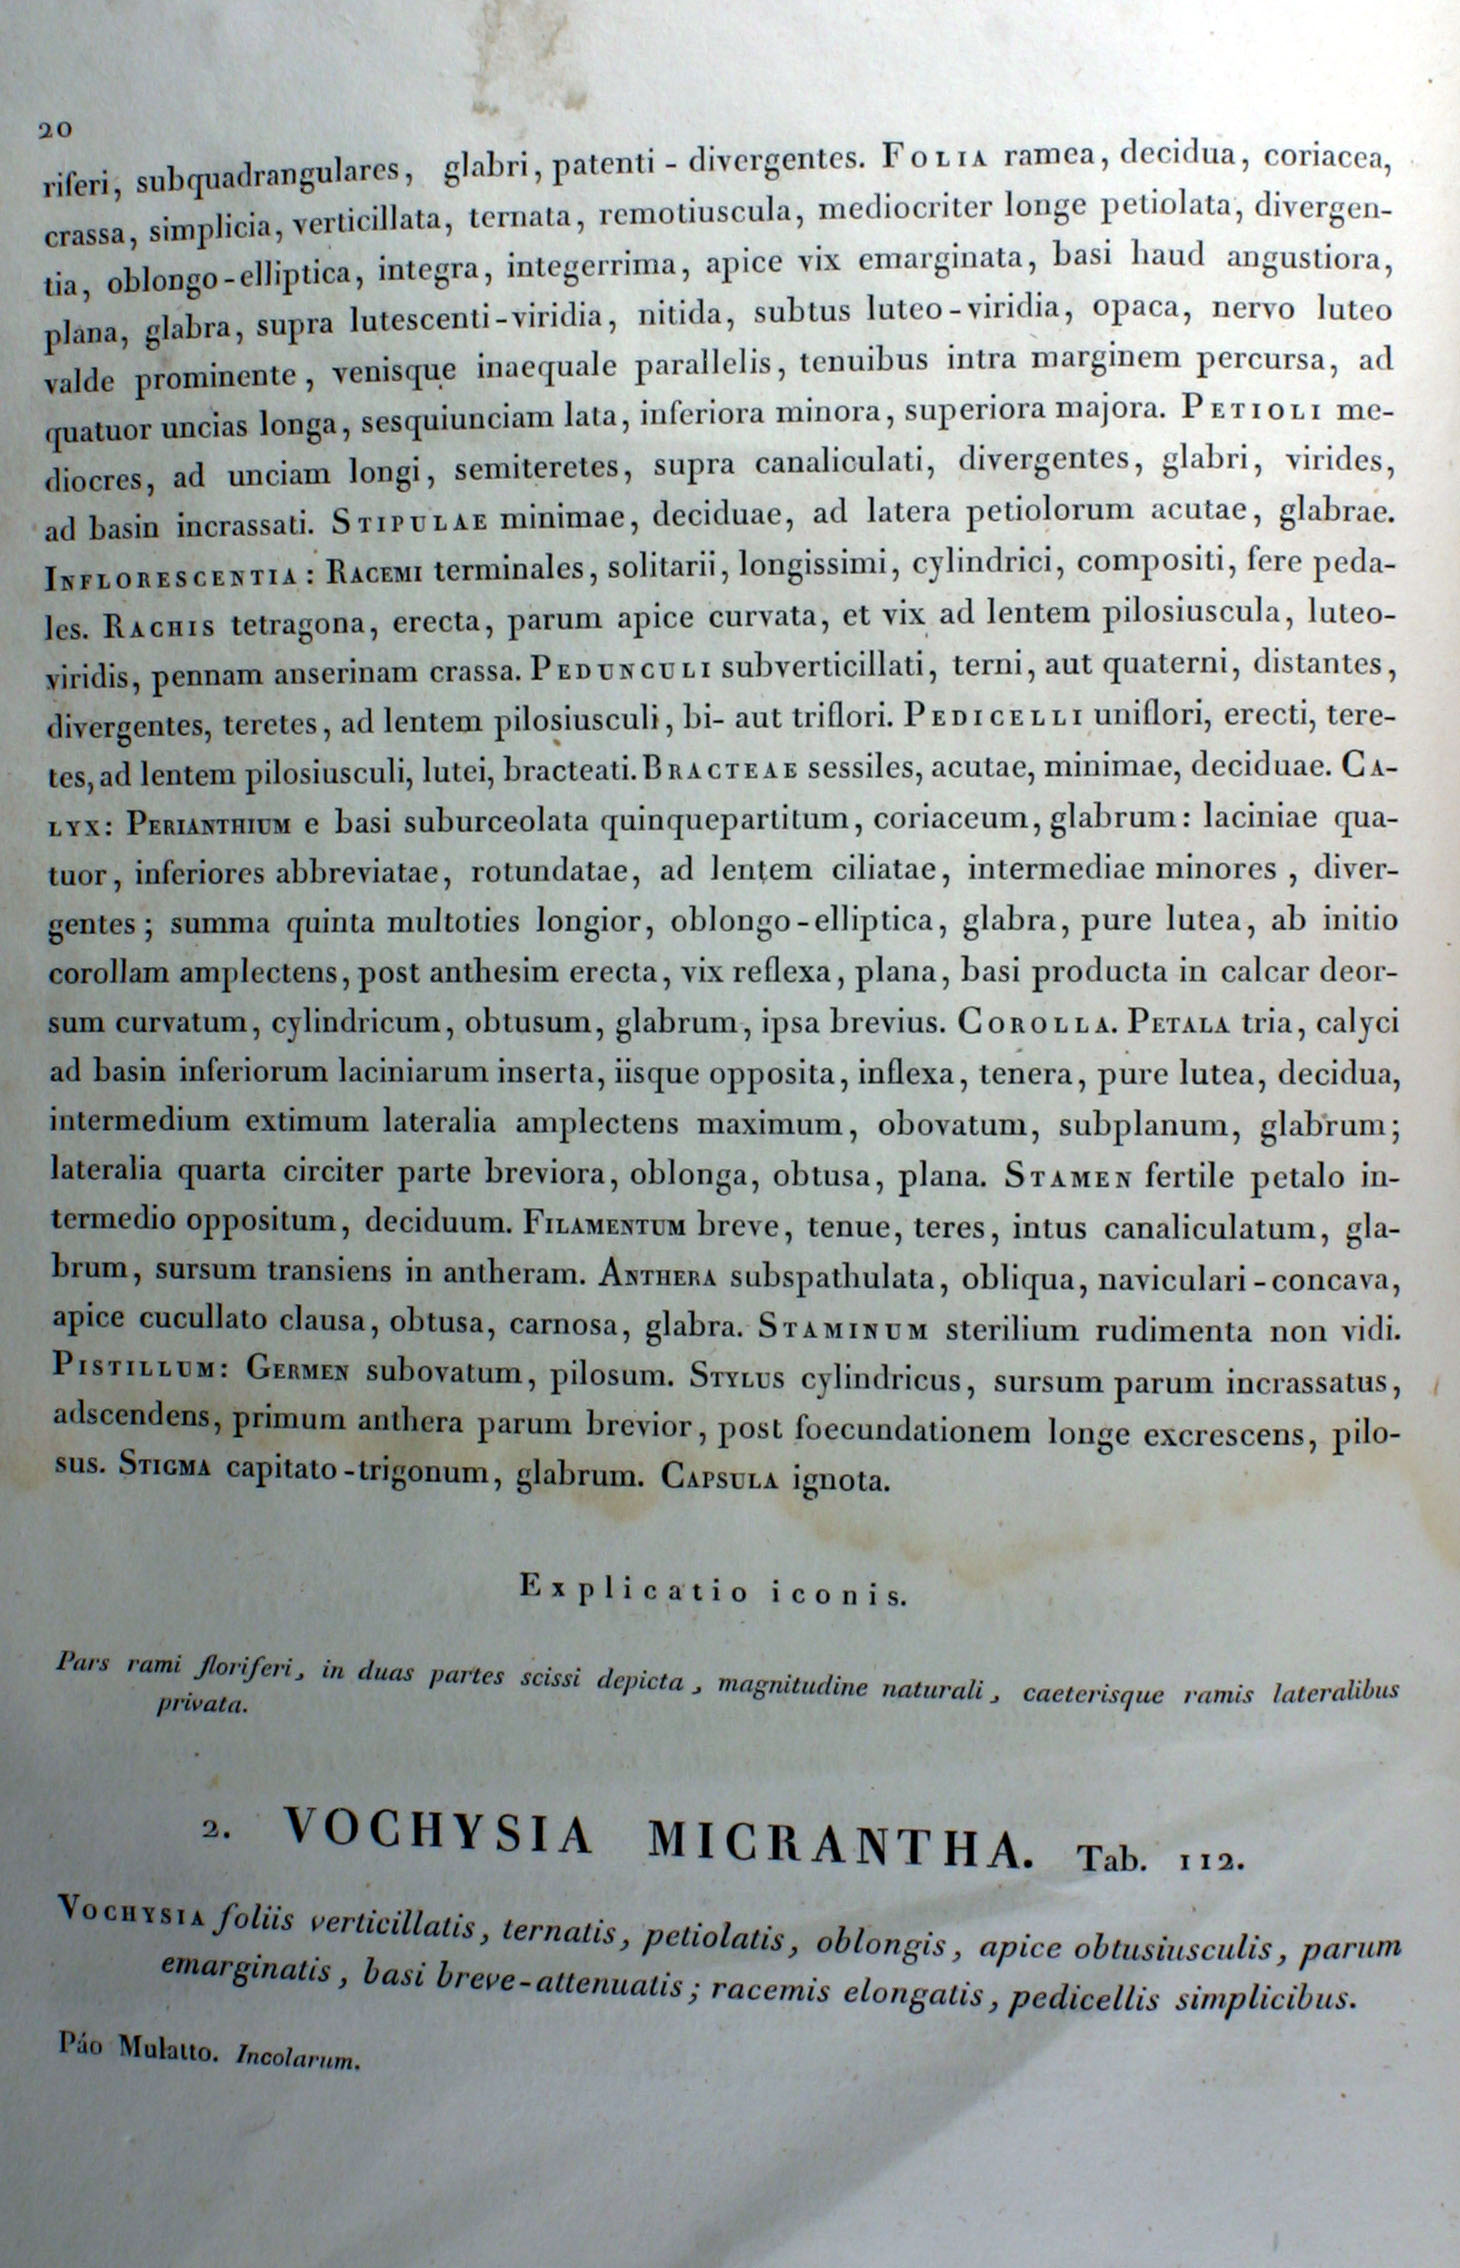 20
riferi, subquadrangulares, glabri, patenti - divergentes. FOLIA ramea, decidua, coriacea,
crassa, simplicia, verticillata, ternata, remotiuscula, mediocriter longe petiolata, divergen-
tia, oblongo-elliptica, integra, integerrima, apice vix emarginata, basi haud angustiora,
plana, glabra, supra lutescenti-viridia, nitida, subtus luteo-viridia, opaca, nervo luteo
valde prominente, venisque inaequale parallelis, tenuibus intra marginem percursa, ad
quatuor uncias longa, sesquiunciam lata, inferiora minora, superiora majora. PETIOLI me-
diocres, ad unciam longi, semiteretes, supra canaliculati, divergentes, glabri, virides,
ad basin incrassati. STIPULAE minimae, deciduae, ad latera petiolorum acutae, glabrae.
INFLORESCENTIA: RACEMI terminales, solitarii, longissimi, cylindrici, compositi, fere peda-
les. RACHIS tetragona, erecta, parum apice curvata, et vix ad lentem pilosiuscula, luteo-
viridis, pennam anserinam crassa. PEDUNCULI subverticillati, terni, aut quaterni, distantes,
divergentes, teretes, ad lentem pilosiusculi, bi- aut triflori. PEDICELLI uniflori, erecti, tere-
tes, ad lentem pilosiusculi, lutei, bracteati. BRACTEAE sessiles, acutae, minimae, deciduae. CA-
LYX: PERIANTHIUM e basi suburceolata quinquepartitum, coriaceum, glabrum: laciniae qua-
tuor, inferiores abbreviatae, rotundatae, ad lentem ciliatae, intermediae minores, diver-
gentes; summa quinta multoties longior, oblongo-elliptica, glabra, pure lutea, ab initio
corollam amplectens, post anthesim erecta, vix reflexa, plana, basi producta in calcar deor-
sum curvatum, cylindricum, obtusum, glabrum, ipsa brevius. COROLLA. PETALA tria, calyci
ad basin inferiorum laciniarum inserta, iisque opposita, inflexa, tenera, pure lutea, decidua,
intermedium extimum lateralia amplectens maximum, obovatum, subplanum, glabrum;
lateralia quarta circiter parte breviora, oblonga, obtusa, plana. STAMEN fertile petalo in-
termedio oppositum, deciduum. FILAMENTUM breve, tenue, teres, intus canaliculatum, gla-
brum, sursum transiens in antheram. ANTHERA subspathulata, obliqua, naviculari-concava,
apice cucullato clausa, obtusa, carnosa, glabra. STAMINUM sterilium rudimenta non vidi.
PISTILLUM: GERMEN subovatum, pilosum. STYLUS cylindricus, sursum parum incrassatus,
adscendens, primum anthera parum brevior, post foecundationem longe excrescens, pilo-
sus. STIGMA capitato-trigonum, glabrum. CAPSULA ignota.
Explicatio iconis.
Pars rami floriferi, in duas partes scissi depicta, magnitudine naturali, caeterisque ramis lateralibus
privata.
2. VOCHYSIA MICRANTHA. Tab. 112.
VOCHYSIA foliis verticillatis, ternatis, petiolatis, oblongis, apice obtusiusculis, parum
emarginatis, basi breve-attenuatis; racemis elongatis, pedicellis simplicibus.
Páo Mulatto. Incolarum.